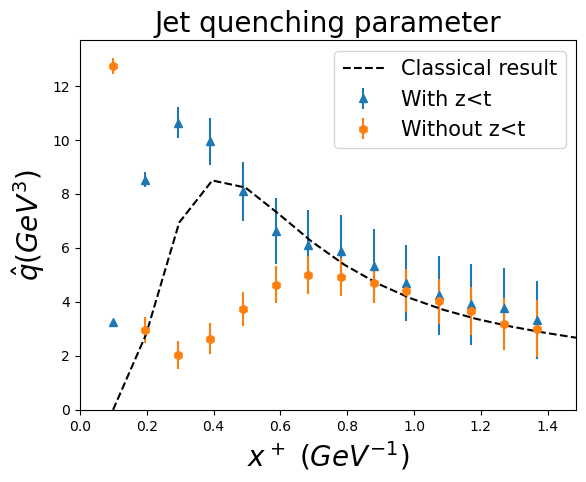 Jet quenching parameter
Classical result
With z<t
Without z<t
q̂(GeV³)
12
10
8
6
4
2
0
0.0 0.2 0.4 0.6 0.8 1.0 1.2 1.4
x⁺ (GeV⁻¹)